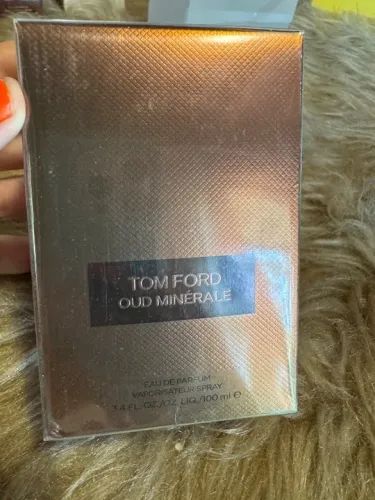 TOM FORD
OUD MINÉRALE
EAU DE PARFUM
VAPORISATEUR SPRAY
3.4 FL.OZ./OZ. LIQ./100 ml ℮